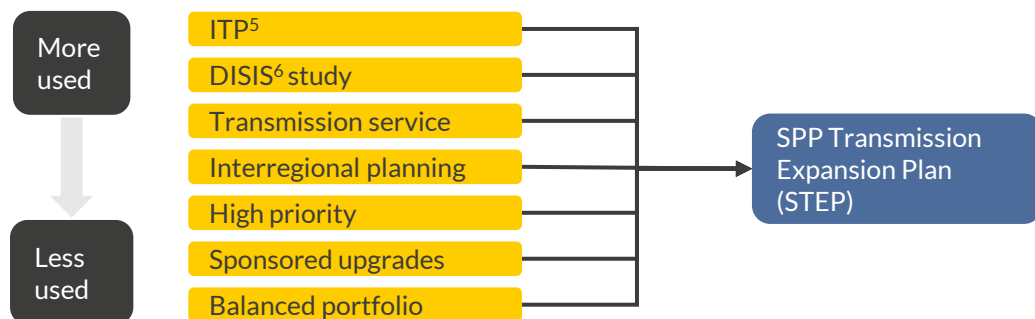 More
used
ITP⁵
DISIS⁶ study
Transmission service
Interregional planning
High priority
Sponsored upgrades
Balanced portfolio
Less
used
SPP Transmission
Expansion Plan
(STEP)